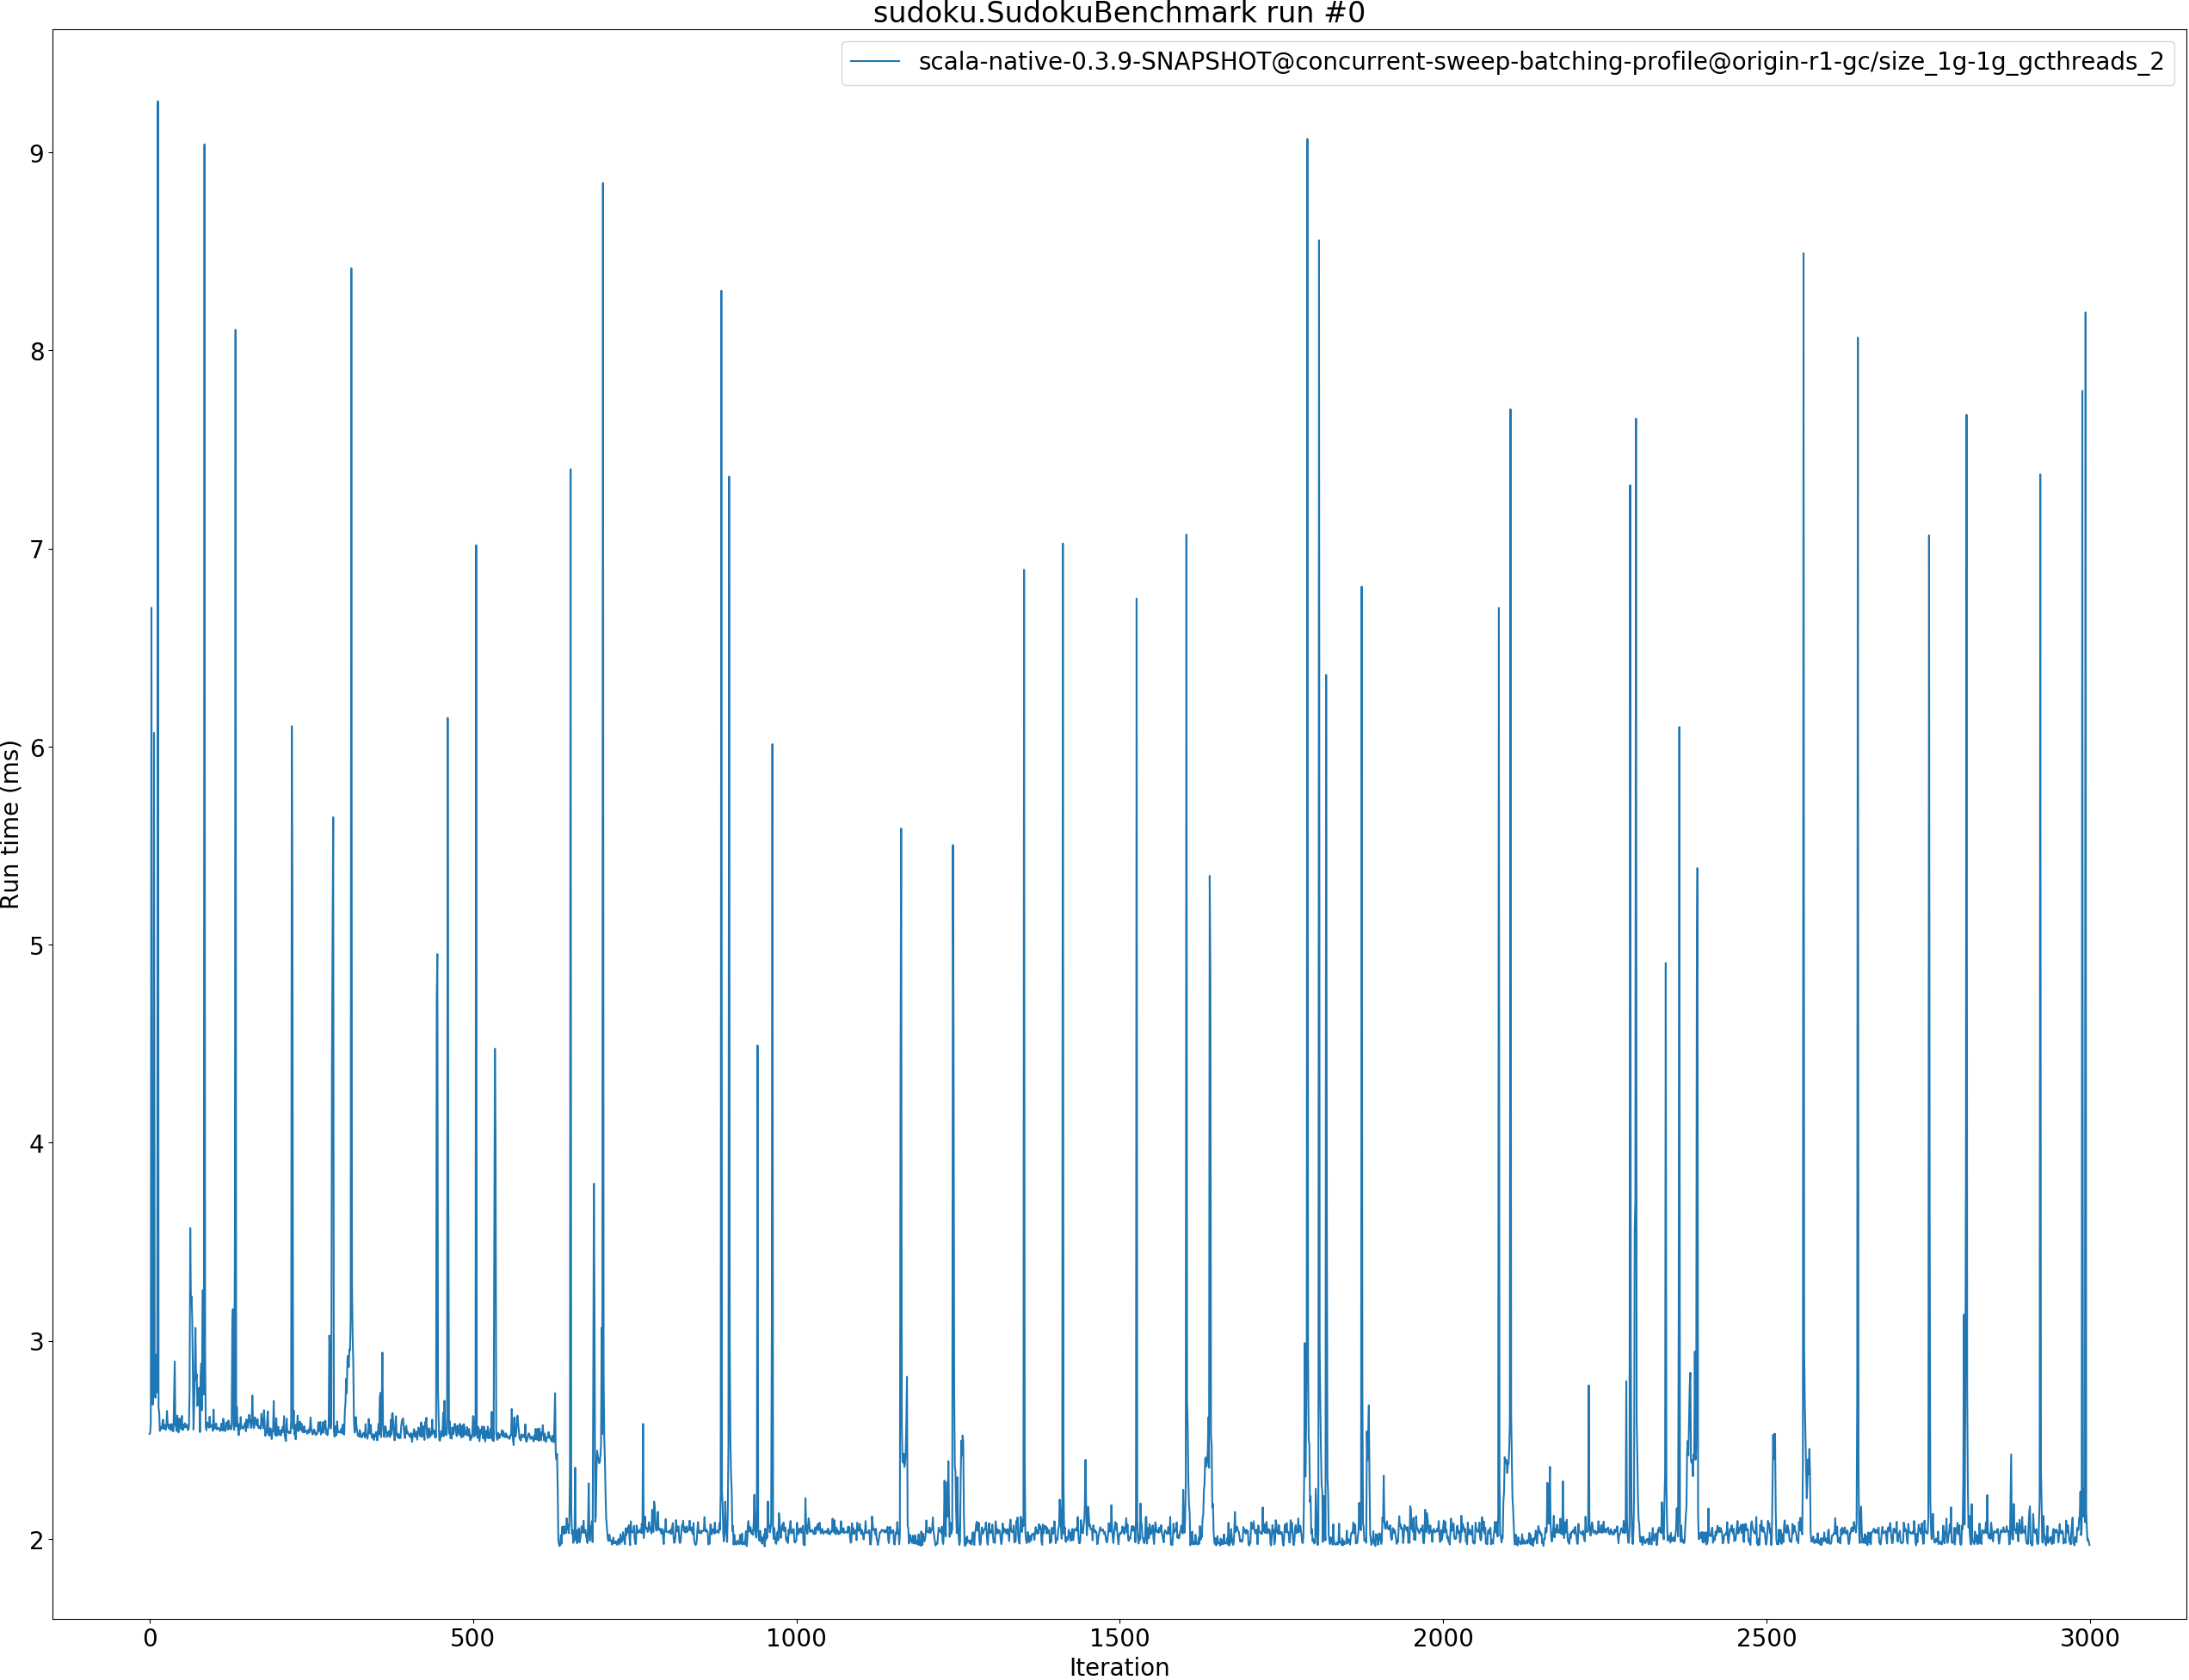 sudoku.SudokuBenchmark run #0
scala-native-0.3.9-SNAPSHOT@concurrent-sweep-batching-profile@origin-r1-gc/size_1g-1g_gcthreads_2
9
8
7
6
5
4
3
2
Run time (ms)
0 500 1000 1500 2000 2500 3000
Iteration